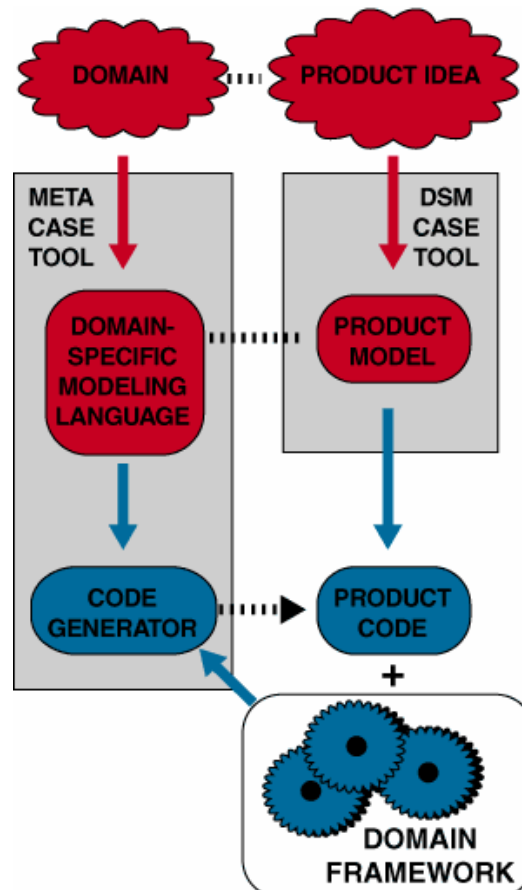 DOMAIN
PRODUCT IDEA
META
CASE
TOOL
DSM
CASE
TOOL
DOMAIN-
SPECIFIC
MODELING
LANGUAGE
PRODUCT
MODEL
CODE
GENERATOR
PRODUCT
CODE
+
DOMAIN
FRAMEWORK